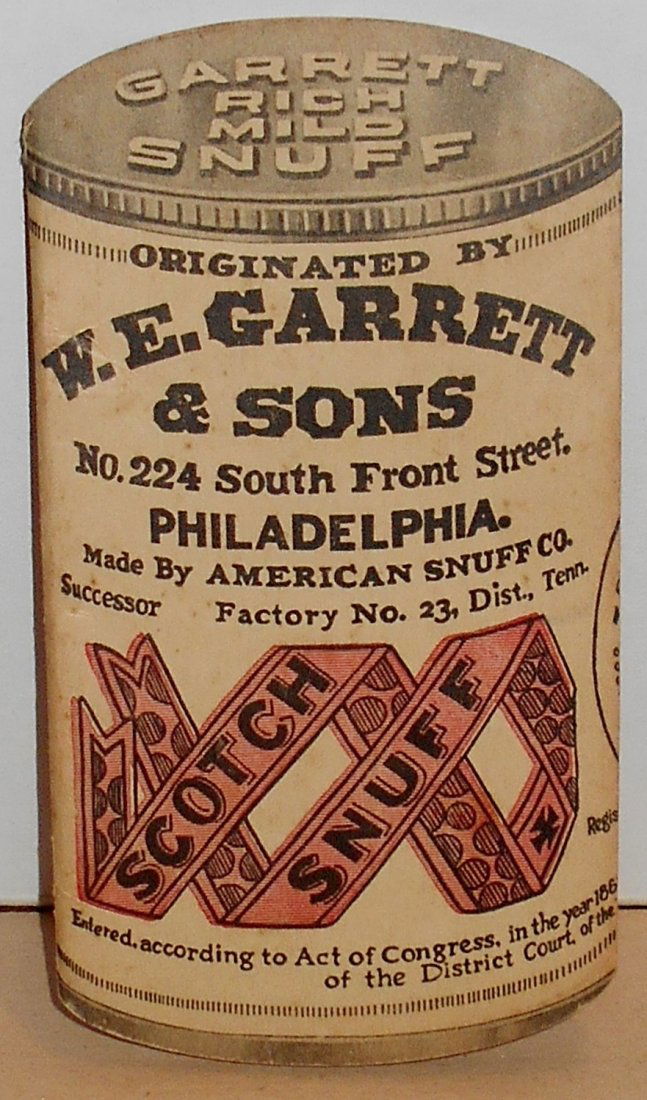 GARRETT
RICH
MILD
SNUFF
ORIGINATED BY
W.E.GARRETT
& SONS
No.224 South Front Street.
PHILADELPHIA.
Made By AMERICAN SNUFF CO.
Successor Factory No. 23, Dist., Tenn.
SCOTCH
SNUFF
Regis
Entered, according to Act of Congress, in the year 186
of the District Court, of the